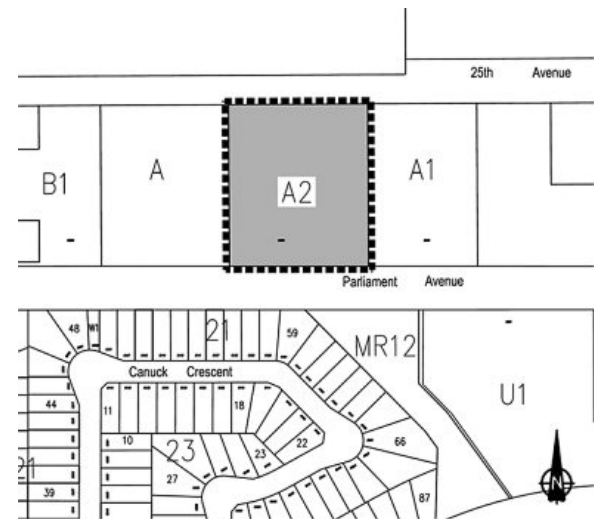 25th Avenue
B1
A
A2
A1
Parliament Avenue
48
W1
21
59
MR12
Canuck Crescent
44
11
18
U1
10
23
23
22
66
27
21
39
87
N